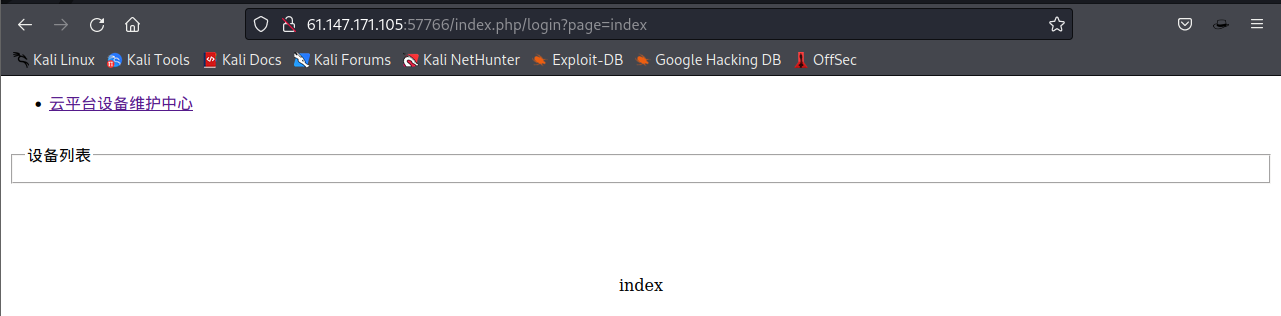 61.147.171.105:57766/index.php/login?page=index
Kali Linux Kali Tools Kali Docs Kali Forums Kali NetHunter Exploit-DB Google Hacking DB OffSec
云平台设备维护中心
设备列表
index